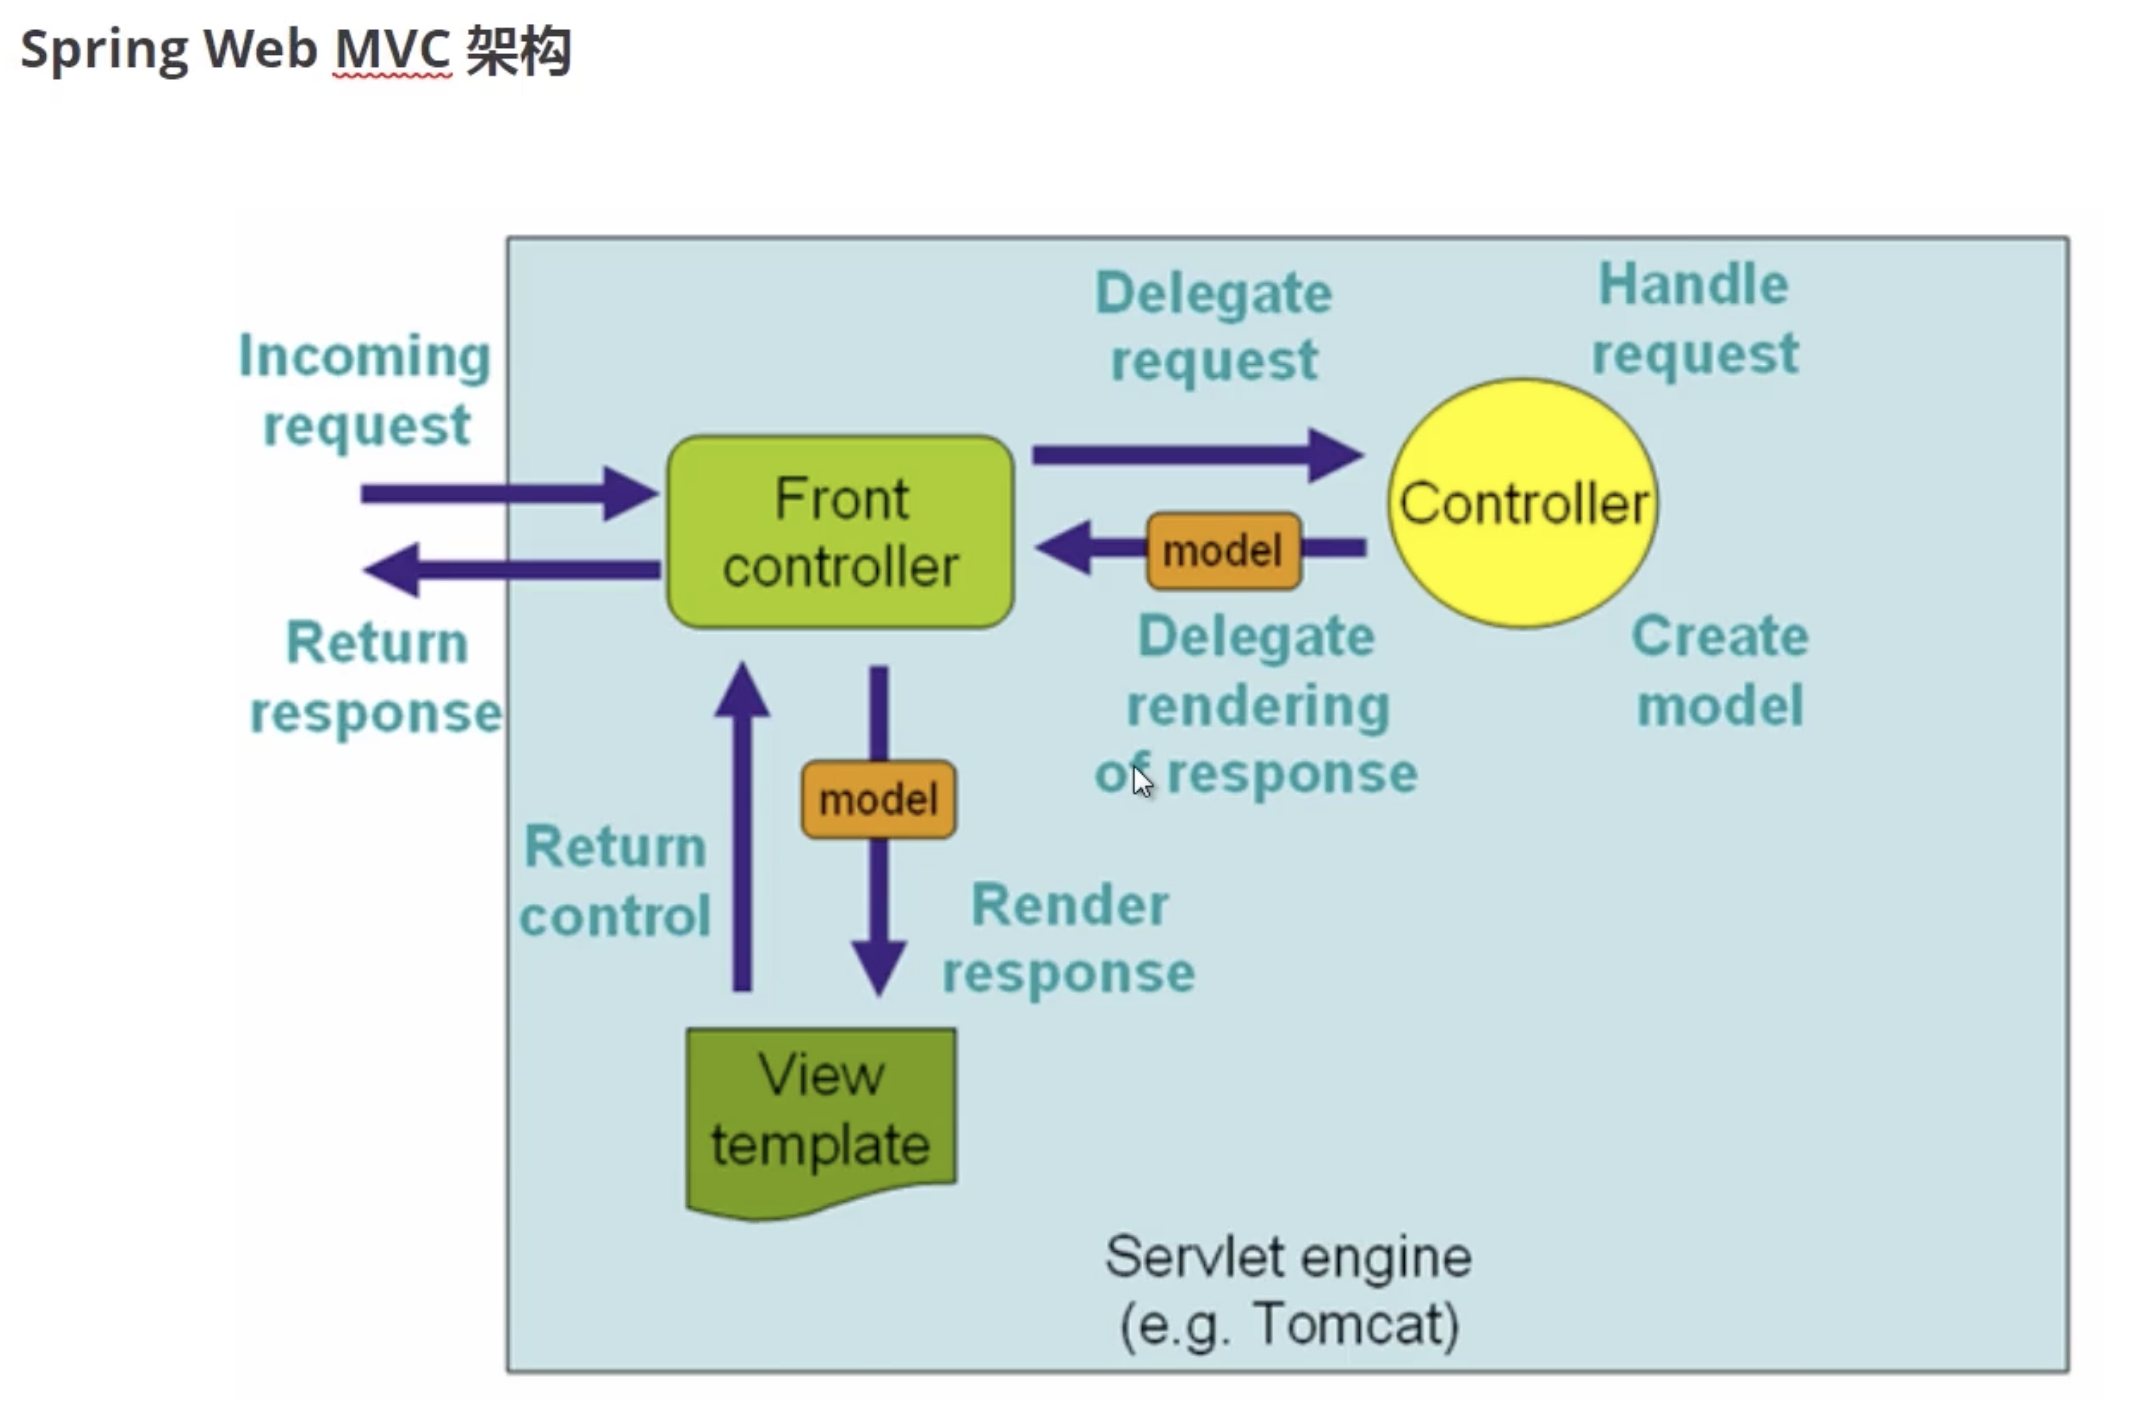 Spring Web MVC 架构
Incoming
request
Return
response
Front
controller
Delegate
request
Handle
request
Controller
model
Delegate
rendering
of response
Create
model
model
Return
control
Render
response
View
template
Servlet engine
(e.g. Tomcat)